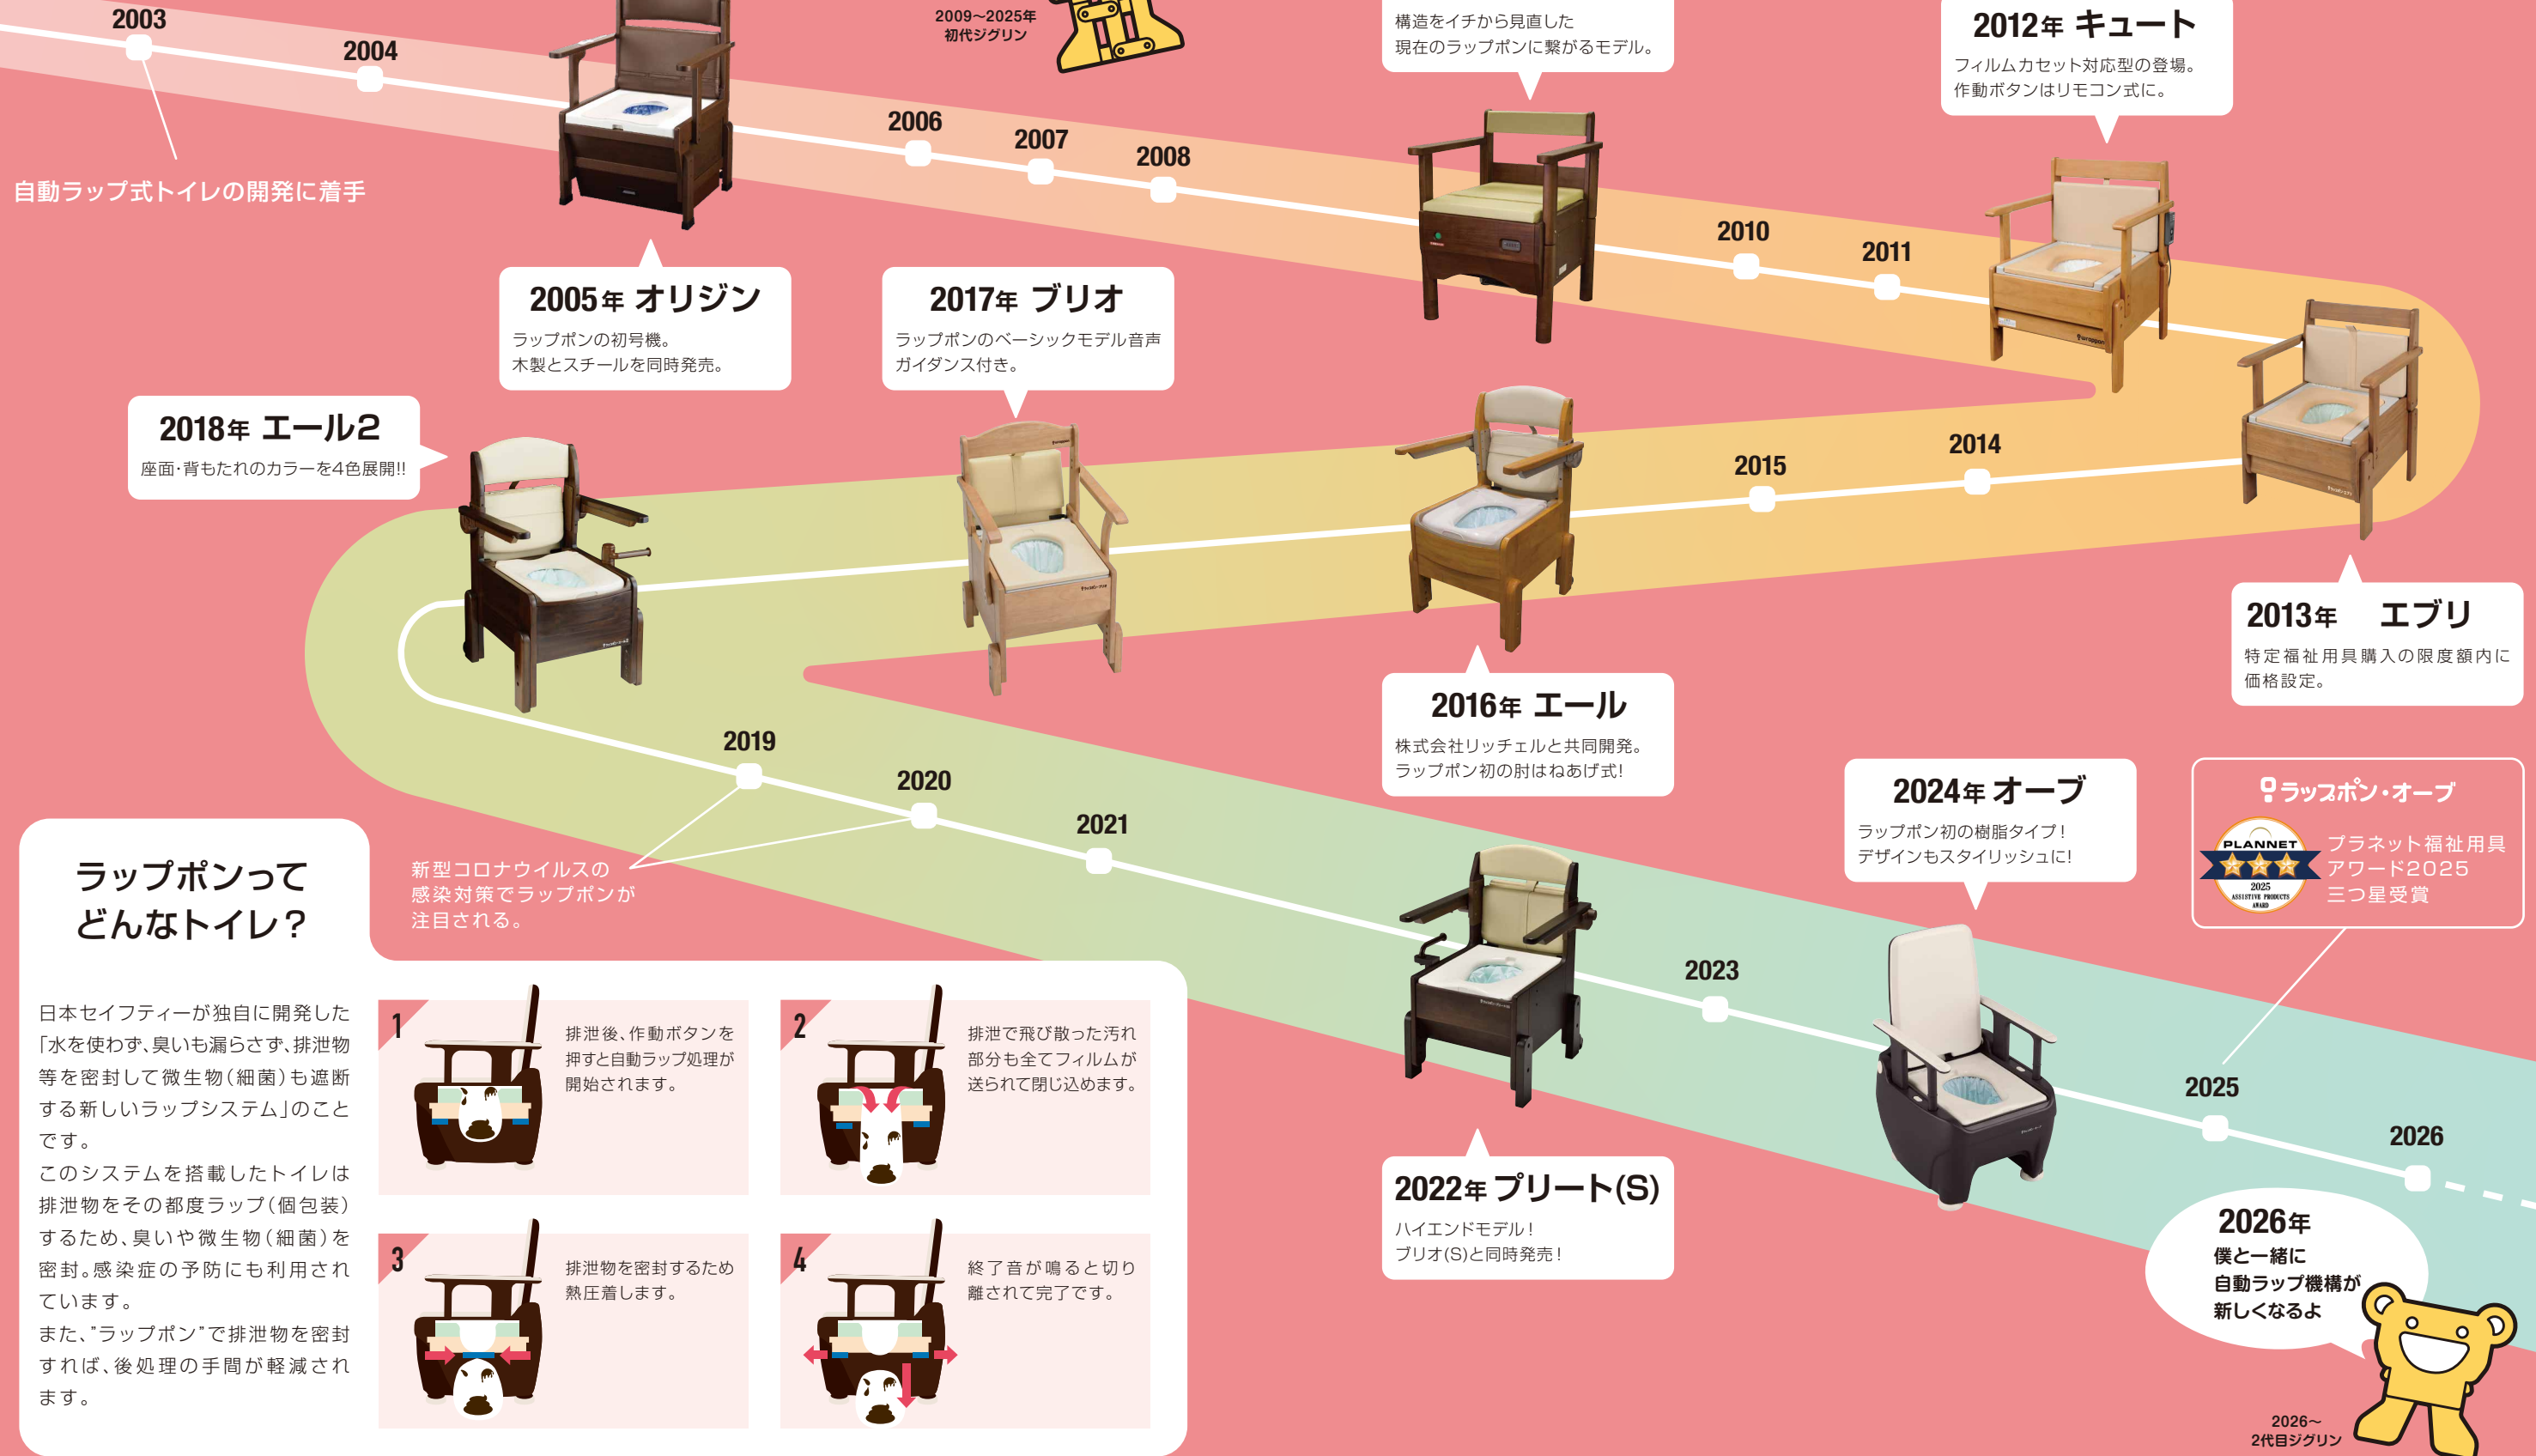 2003
2004
自動ラップ式トイレの開発に着手
2009〜2025年
初代ジグリン
構造をイチから見直した
現在のラップポンに繋がるモデル。
2012年 キュート
フィルムカセット対応型の登場。
作動ボタンはリモコン式に。
2006
2007
2008
2010
2011
2005年 オリジン
ラップポンの初号機。
木製とスチールを同時発売。
2017年 ブリオ
ラップポンのベーシックモデル音声
ガイダンス付き。
2018年 エール2
座面・背もたれのカラーを4色展開!!
2015
2014
2013年 エブリ
特定福祉用具購入の限度額内に
価格設定。
2016年 エール
株式会社リッチェルと共同開発。
ラップポン初の肘はねあげ式!
2019
2020
2021
新型コロナウイルスの
感染対策でラップポンが
注目される。
2024年 オーブ
ラップポン初の樹脂タイプ!
デザインもスタイリッシュに!
ラップポン・オーブ
PLANNET
2025
ASSISTIVE PRODUCTS
AWARD
プラネット福祉用具
アワード2025
三つ星受賞
2023
2025
2026
2022年 プリート(S)
ハイエンドモデル!
ブリオ(S)と同時発売!
2026年
僕と一緒に
自動ラップ機構が
新しくなるよ
2026〜
2代目ジグリン
ラップポンって
どんなトイレ?
日本セイフティーが独自に開発した
「水を使わず、臭いも漏らさず、排泄物
等を密封して微生物(細菌)も遮断
する新しいラップシステム」のこと
です。
このシステムを搭載したトイレは
排泄物をその都度ラップ(個包装)
するため、臭いや微生物(細菌)を
密封。感染症の予防にも利用され
ています。
また、"ラップポン"で排泄物を密封
すれば、後処理の手間が軽減され
ます。
1
排泄後、作動ボタンを
押すと自動ラップ処理が
開始されます。
2
排泄で飛び散った汚れ
部分も全てフィルムが
送られて閉じ込めます。
3
排泄物を密封するため
熱圧着します。
4
終了音が鳴ると切り
離されて完了です。